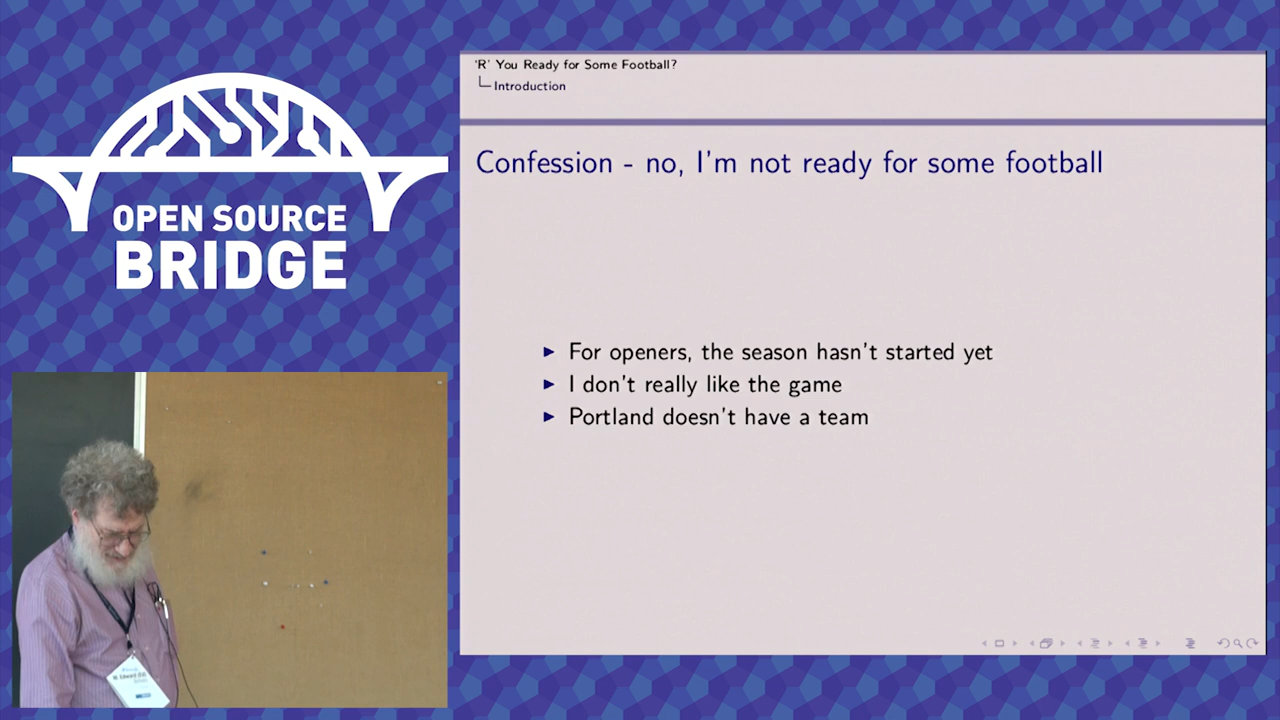 OPEN SOURCE
BRIDGE
'R' You Ready for Some Football?
Introduction
Confession - no, I'm not ready for some football
For openers, the season hasn't started yet
I don't really like the game
Portland doesn't have a team